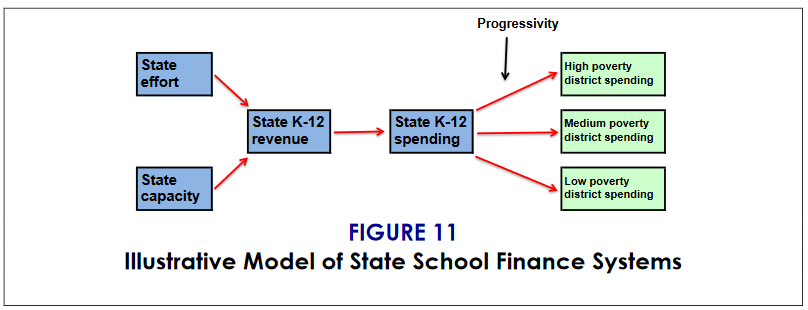 Progressivity
State
effort
High poverty
district spending
State K-12
revenue
State K-12
spending
Medium poverty
district spending
State
capacity
Low poverty
district spending
FIGURE 11
Illustrative Model of State School Finance Systems